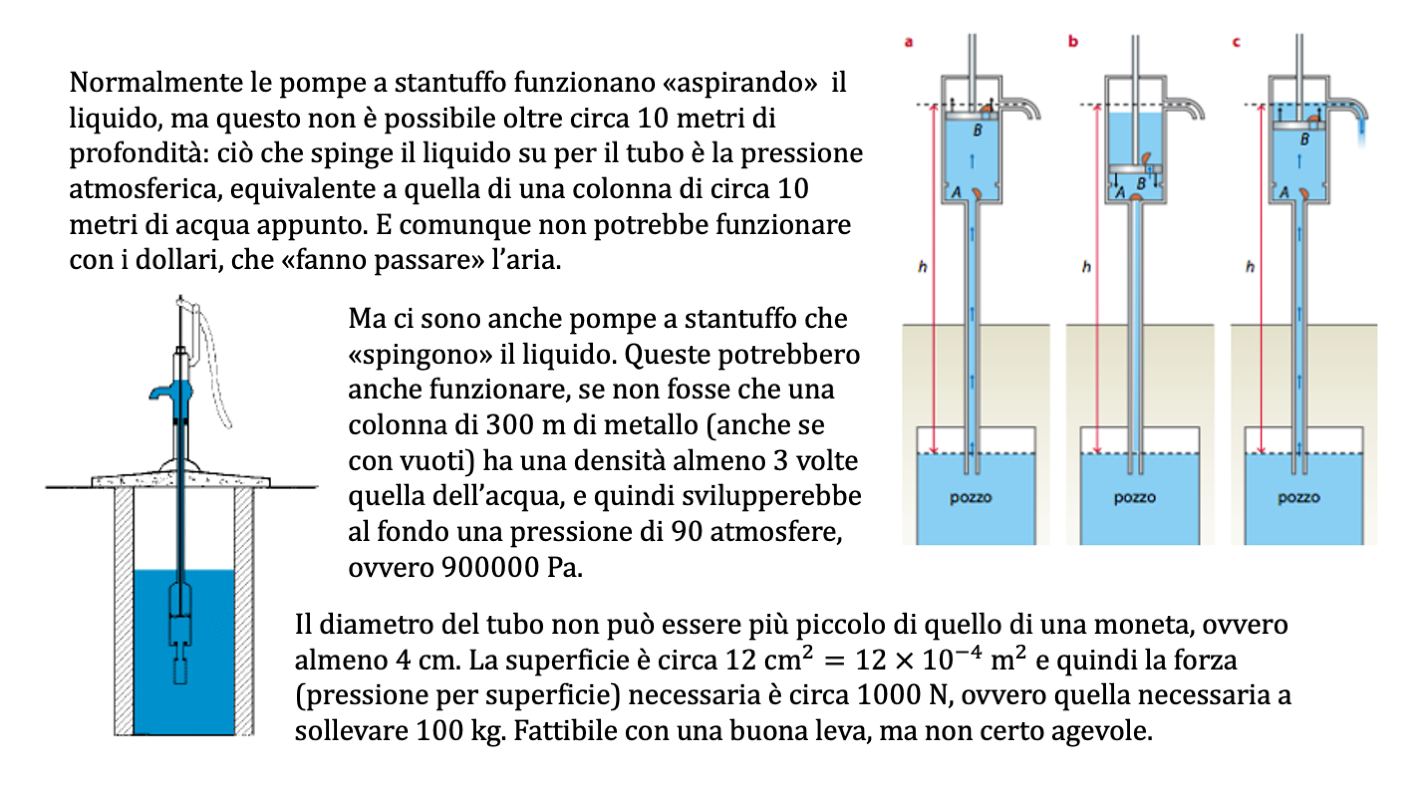 Normalmente le pompe a stantuffo funzionano «aspirando» il
liquido, ma questo non è possibile oltre circa 10 metri di
profondità: ciò che spinge il liquido su per il tubo è la pressione
atmosferica, equivalente a quella di una colonna di circa 10
metri di acqua appunto. E comunque non potrebbe funzionare
con i dollari, che «fanno passare» l’aria.
a
b
c
B
A
h
pozzo
B
A
h
pozzo
B
A
h
pozzo
Ma ci sono anche pompe a stantuffo che
«spingono» il liquido. Queste potrebbero
anche funzionare, se non fosse che una
colonna di 300 m di metallo (anche se
con vuoti) ha una densità almeno 3 volte
quella dell’acqua, e quindi svilupperebbe
al fondo una pressione di 90 atmosfere,
ovvero 900000 Pa.
Il diametro del tubo non può essere più piccolo di quello di una moneta, ovvero
almeno 4 cm. La superficie è circa 12 cm² = 12 × 10⁻⁴ m² e quindi la forza
(pressione per superficie) necessaria è circa 1000 N, ovvero quella necessaria a
sollevare 100 kg. Fattibile con una buona leva, ma non certo agevole.